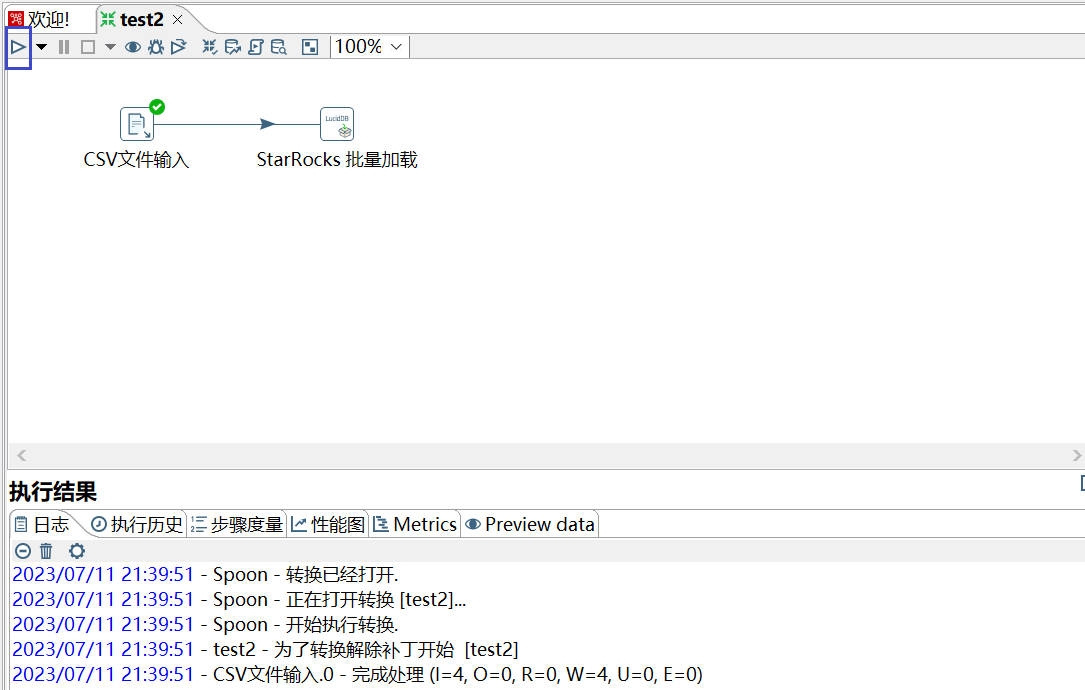 欢迎! test2
100%
LucidDB
CSV文件输入 StarRocks 批量加载
执行结果
日志 执行历史 步骤度量 性能图 Metrics Preview data
2023/07/11 21:39:51 - Spoon - 转换已经打开.
2023/07/11 21:39:51 - Spoon - 正在打开转换 [test2]...
2023/07/11 21:39:51 - Spoon - 开始执行转换.
2023/07/11 21:39:51 - test2 - 为了转换解除补丁开始  [test2]
2023/07/11 21:39:51 - CSV文件输入.0 - 完成处理 (I=4, O=0, R=0, W=4, U=0, E=0)